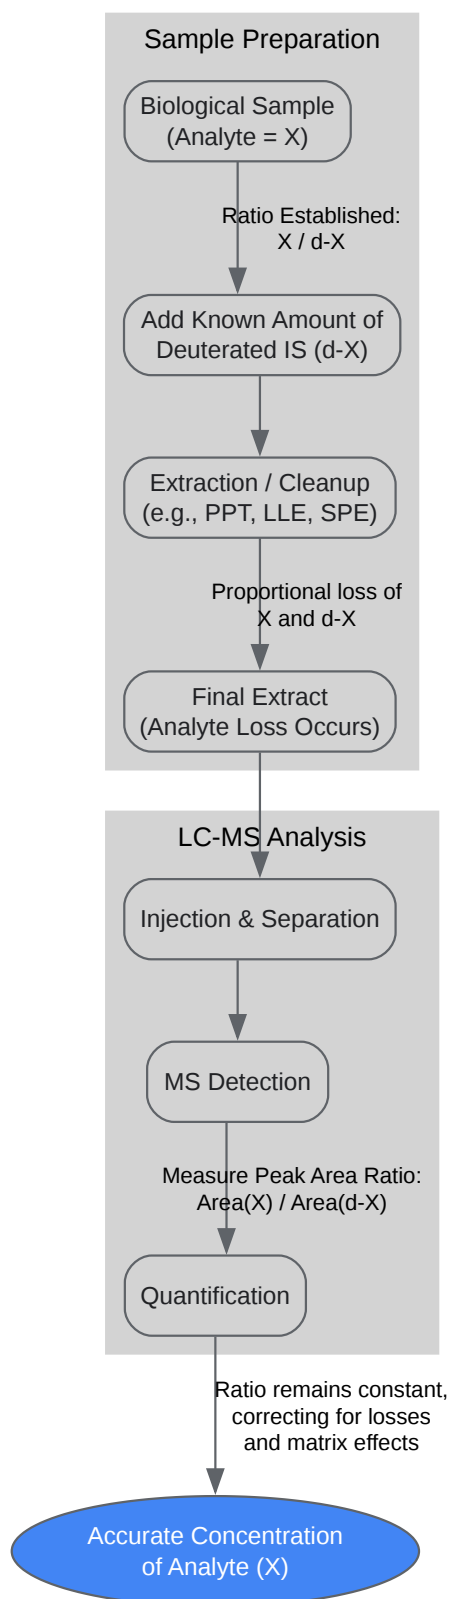 Sample Preparation
Biological Sample
(Analyte = X)
Ratio Established:
X / d-X
Add Known Amount of
Deuterated IS (d-X)
Extraction / Cleanup
(e.g., PPT, LLE, SPE)
Proportional loss of
X and d-X
Final Extract
(Analyte Loss Occurs)
LC-MS Analysis
Injection & Separation
MS Detection
Measure Peak Area Ratio:
Area(X) / Area(d-X)
Quantification
Ratio remains constant,
correcting for losses
and matrix effects
Accurate Concentration
of Analyte (X)